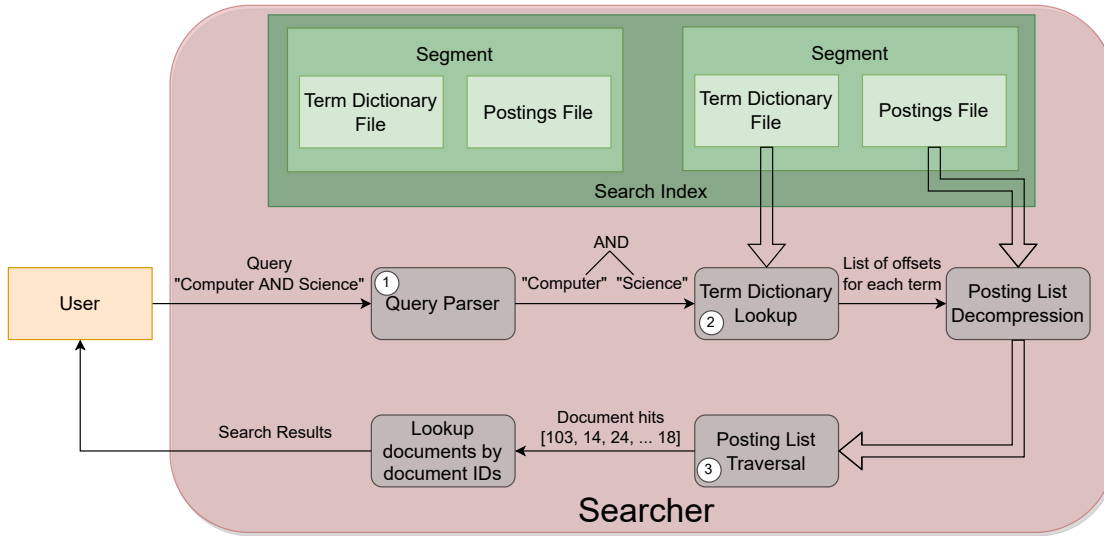 Segment
Term Dictionary
File
Postings File
Segment
Term Dictionary
File
Postings File
Search Index
User
Query
"Computer AND Science"
1
Query Parser
AND
"Computer" "Science"
Term Dictionary
Lookup
2
List of offsets
for each term
Posting List
Decompression
Search Results
Lookup
documents by
document IDs
Document hits
[103, 14, 24, ... 18]
Posting List
Traversal
3
Searcher